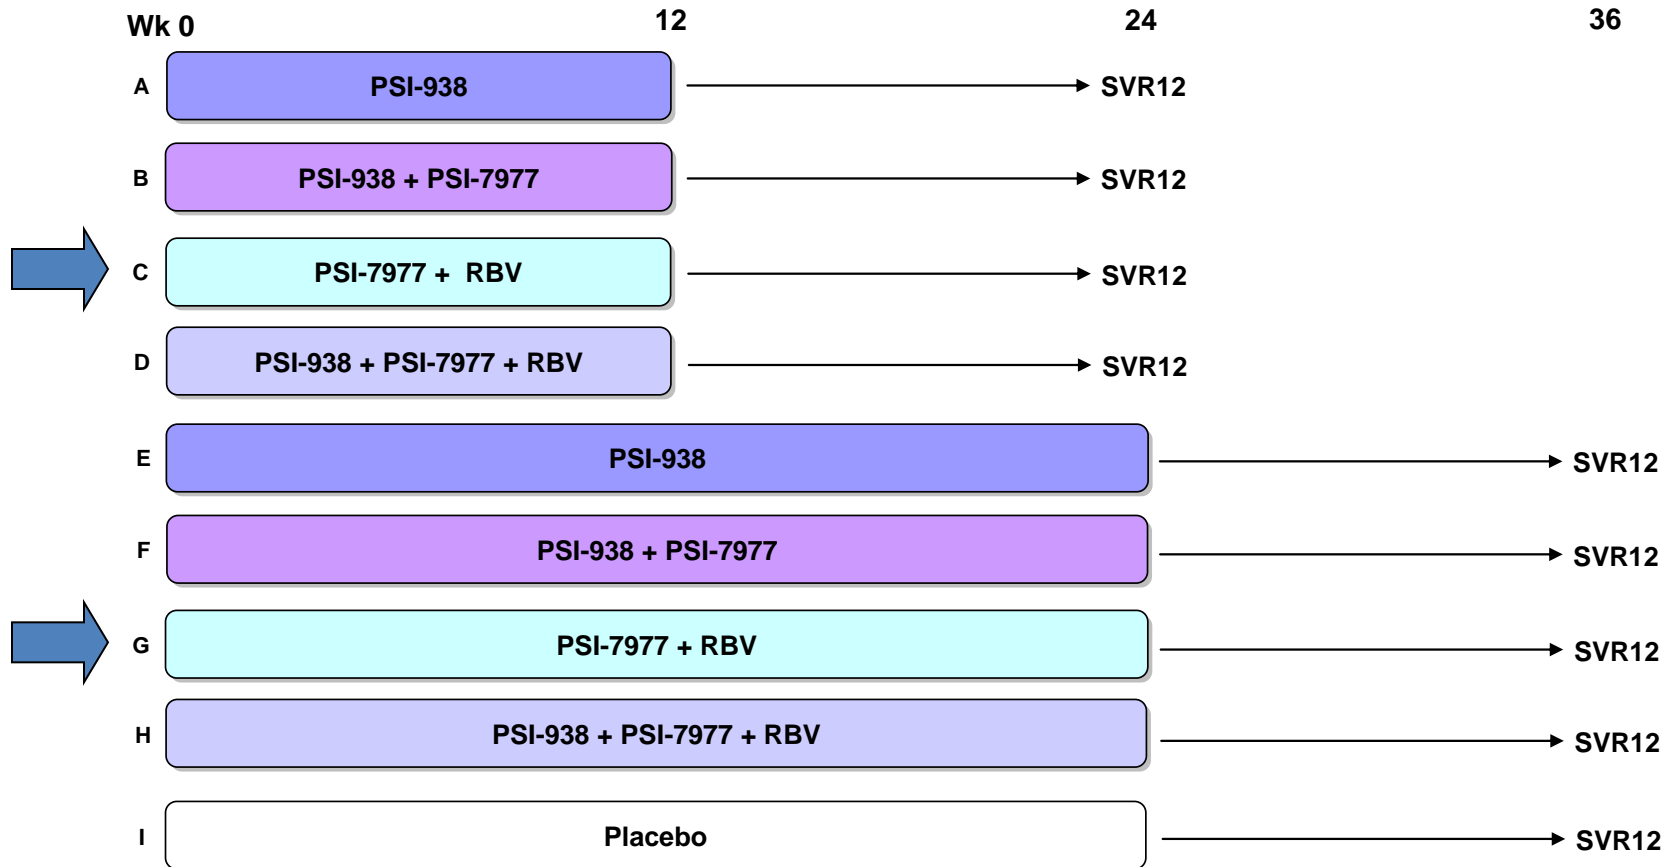 Wk 0 12 24 36
A PSI-938 SVR12
B PSI-938 + PSI-7977 SVR12
C PSI-7977 + RBV SVR12
D PSI-938 + PSI-7977 + RBV SVR12
E PSI-938 SVR12
F PSI-938 + PSI-7977 SVR12
G PSI-7977 + RBV SVR12
H PSI-938 + PSI-7977 + RBV SVR12
I Placebo SVR12